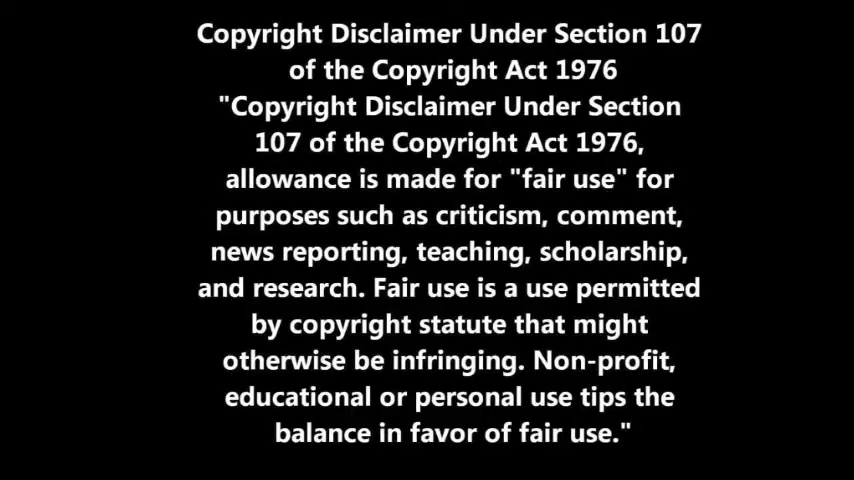 Copyright Disclaimer Under Section 107
of the Copyright Act 1976
"Copyright Disclaimer Under Section
107 of the Copyright Act 1976,
allowance is made for "fair use" for
purposes such as criticism, comment,
news reporting, teaching, scholarship,
and research. Fair use is a use permitted
by copyright statute that might
otherwise be infringing. Non-profit,
educational or personal use tips the
balance in favor of fair use."